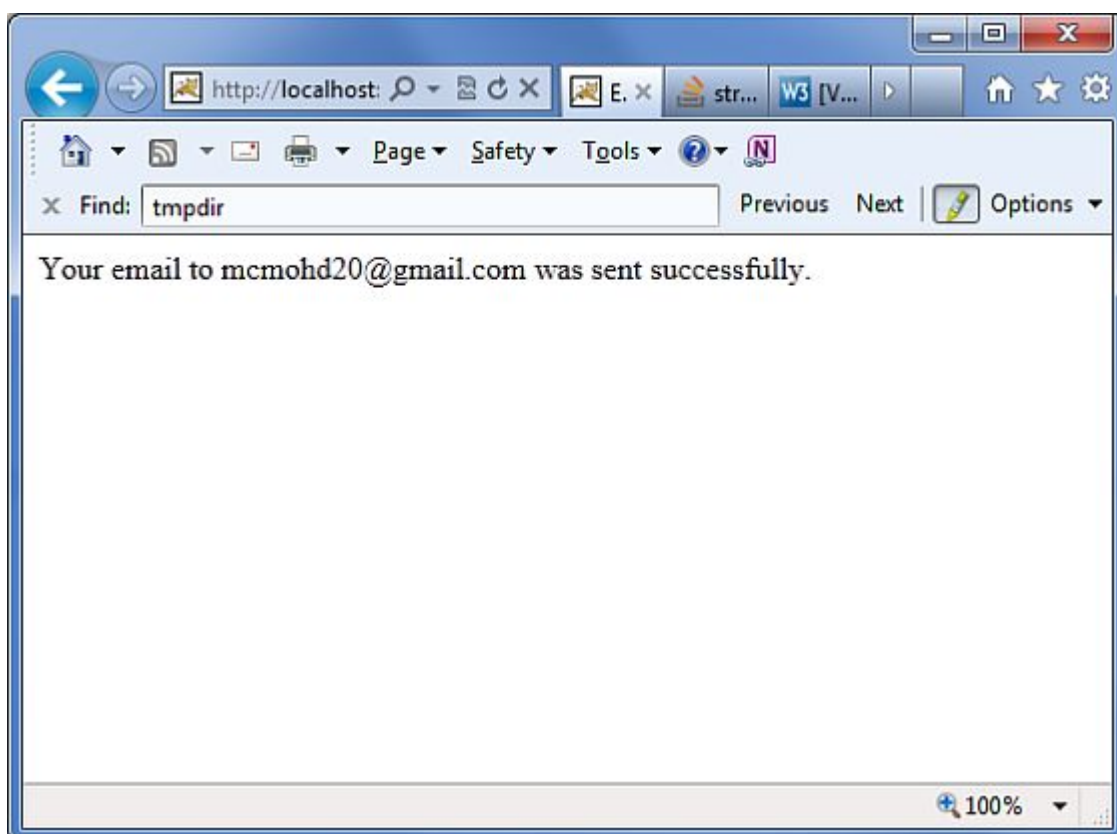 http://localhost: E. str... W3 [V...
Page Safety Tools
Find: tmpdir Previous Next Options
Your email to mcmohd20@gmail.com was sent successfully.
100%